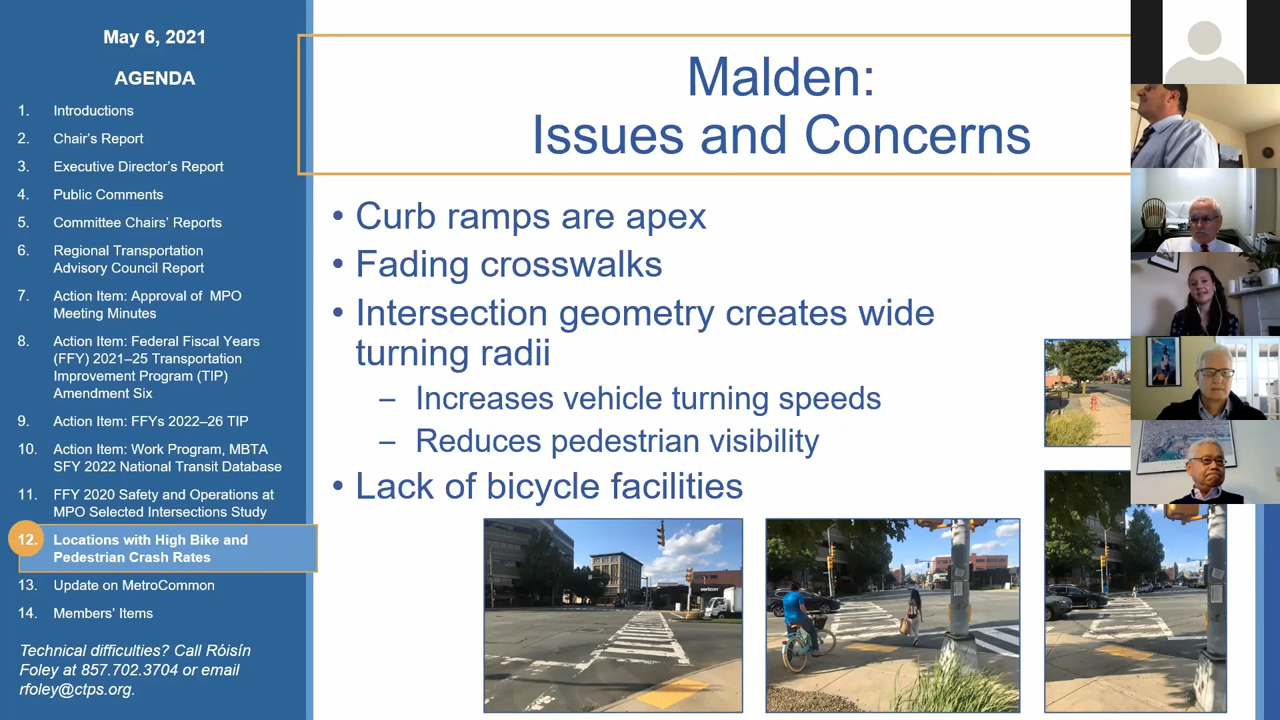 May 6, 2021
AGENDA
1. Introductions
2. Chair's Report
3. Executive Director's Report
4. Public Comments
5. Committee Chairs' Reports
6. Regional Transportation
Advisory Council Report
7. Action Item: Approval of MPO
Meeting Minutes
8. Action Item: Federal Fiscal Years
(FFY) 2021–25 Transportation
Improvement Program (TIP)
Amendment Six
9. Action Item: FFYs 2022–26 TIP
10. Action Item: Work Program, MBTA
SFY 2022 National Transit Database
11. FFY 2020 Safety and Operations at
MPO Selected Intersections Study
12. Locations with High Bike and
Pedestrian Crash Rates
13. Update on MetroCommon
14. Members' Items
Technical difficulties? Call Róisín
Foley at 857.702.3704 or email
rfoley@ctps.org.
Malden:
Issues and Concerns
• Curb ramps are apex
• Fading crosswalks
• Intersection geometry creates wide
turning radii
– Increases vehicle turning speeds
– Reduces pedestrian visibility
• Lack of bicycle facilities
verizon